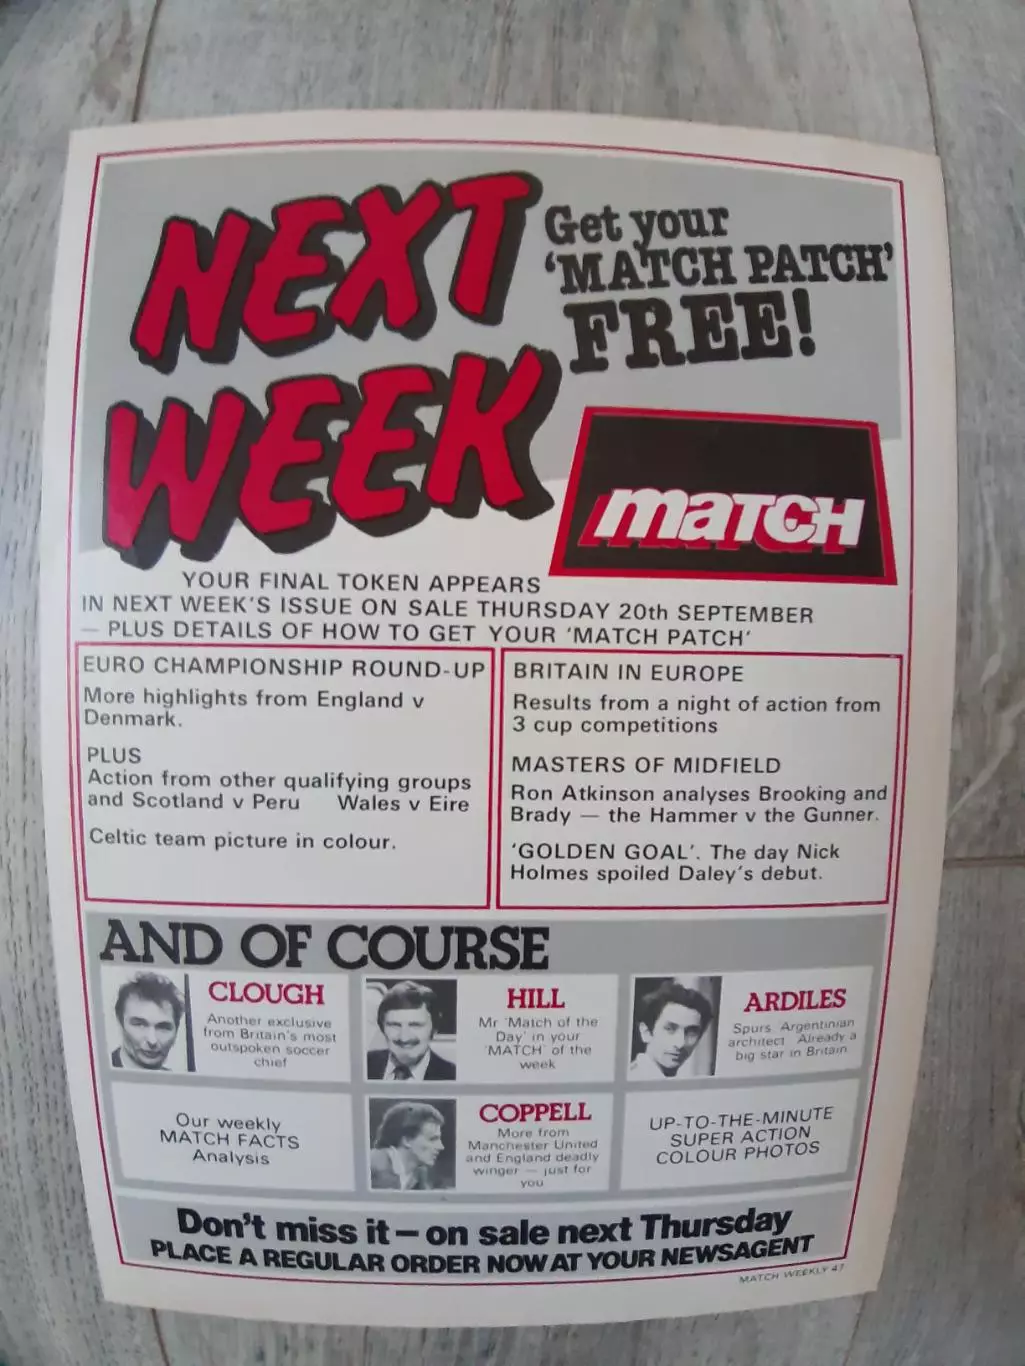 NEXT
WEEK
Get your
'MATCH PATCH'
FREE!
match
YOUR FINAL TOKEN APPEARS
IN NEXT WEEK'S ISSUE ON SALE THURSDAY 20th SEPTEMBER
— PLUS DETAILS OF HOW TO GET YOUR 'MATCH PATCH'
EURO CHAMPIONSHIP ROUND-UP
More highlights from England v
Denmark.
PLUS
Action from other qualifying groups
and Scotland v Peru Wales v Eire
Celtic team picture in colour.
BRITAIN IN EUROPE
Results from a night of action from
3 cup competitions
MASTERS OF MIDFIELD
Ron Atkinson analyses Brooking and
Brady — the Hammer v the Gunner.
'GOLDEN GOAL'. The day Nick
Holmes spoiled Daley's debut.
AND OF COURSE
CLOUGH
Another exclusive
from Britain's most
outspoken soccer
chief
HILL
Mr 'Match of the
Day' in your
'MATCH' of the
week
ARDILES
Spurs Argentinian
architect Already a
big star in Britain
Our weekly
MATCH FACTS
Analysis
COPPELL
More from
Manchester United
and England deadly
winger — just for
you
UP-TO-THE-MINUTE
SUPER ACTION
COLOUR PHOTOS
Don't miss it — on sale next Thursday
PLACE A REGULAR ORDER NOW AT YOUR NEWSAGENT
MATCH WEEKLY 47